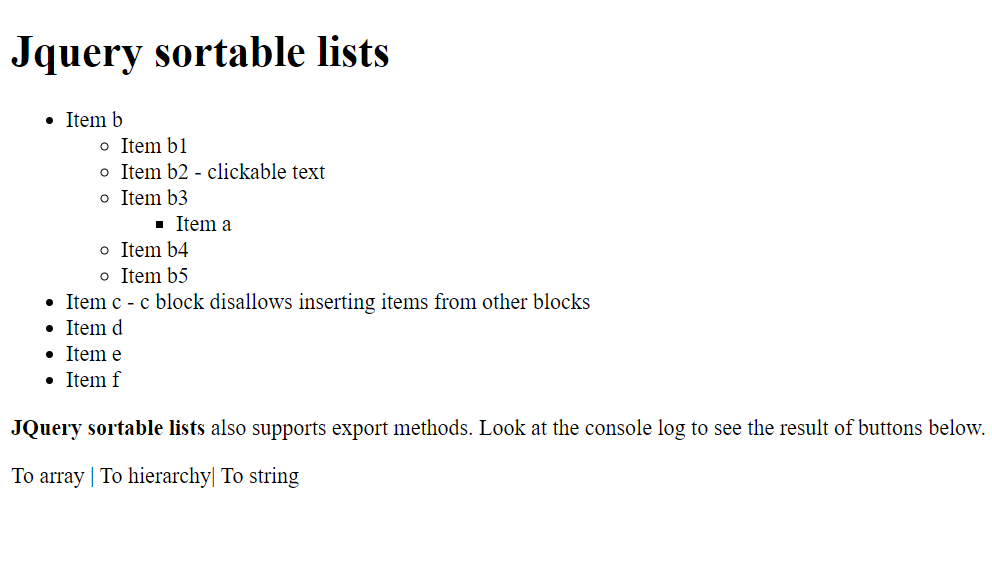 Jquery sortable lists
Item b
Item b1
Item b2 - clickable text
Item b3
Item a
Item b4
Item b5
Item c - c block disallows inserting items from other blocks
Item d
Item e
Item f
JQuery sortable lists also supports export methods. Look at the console log to see the result of buttons below.
To array | To hierarchy| To string